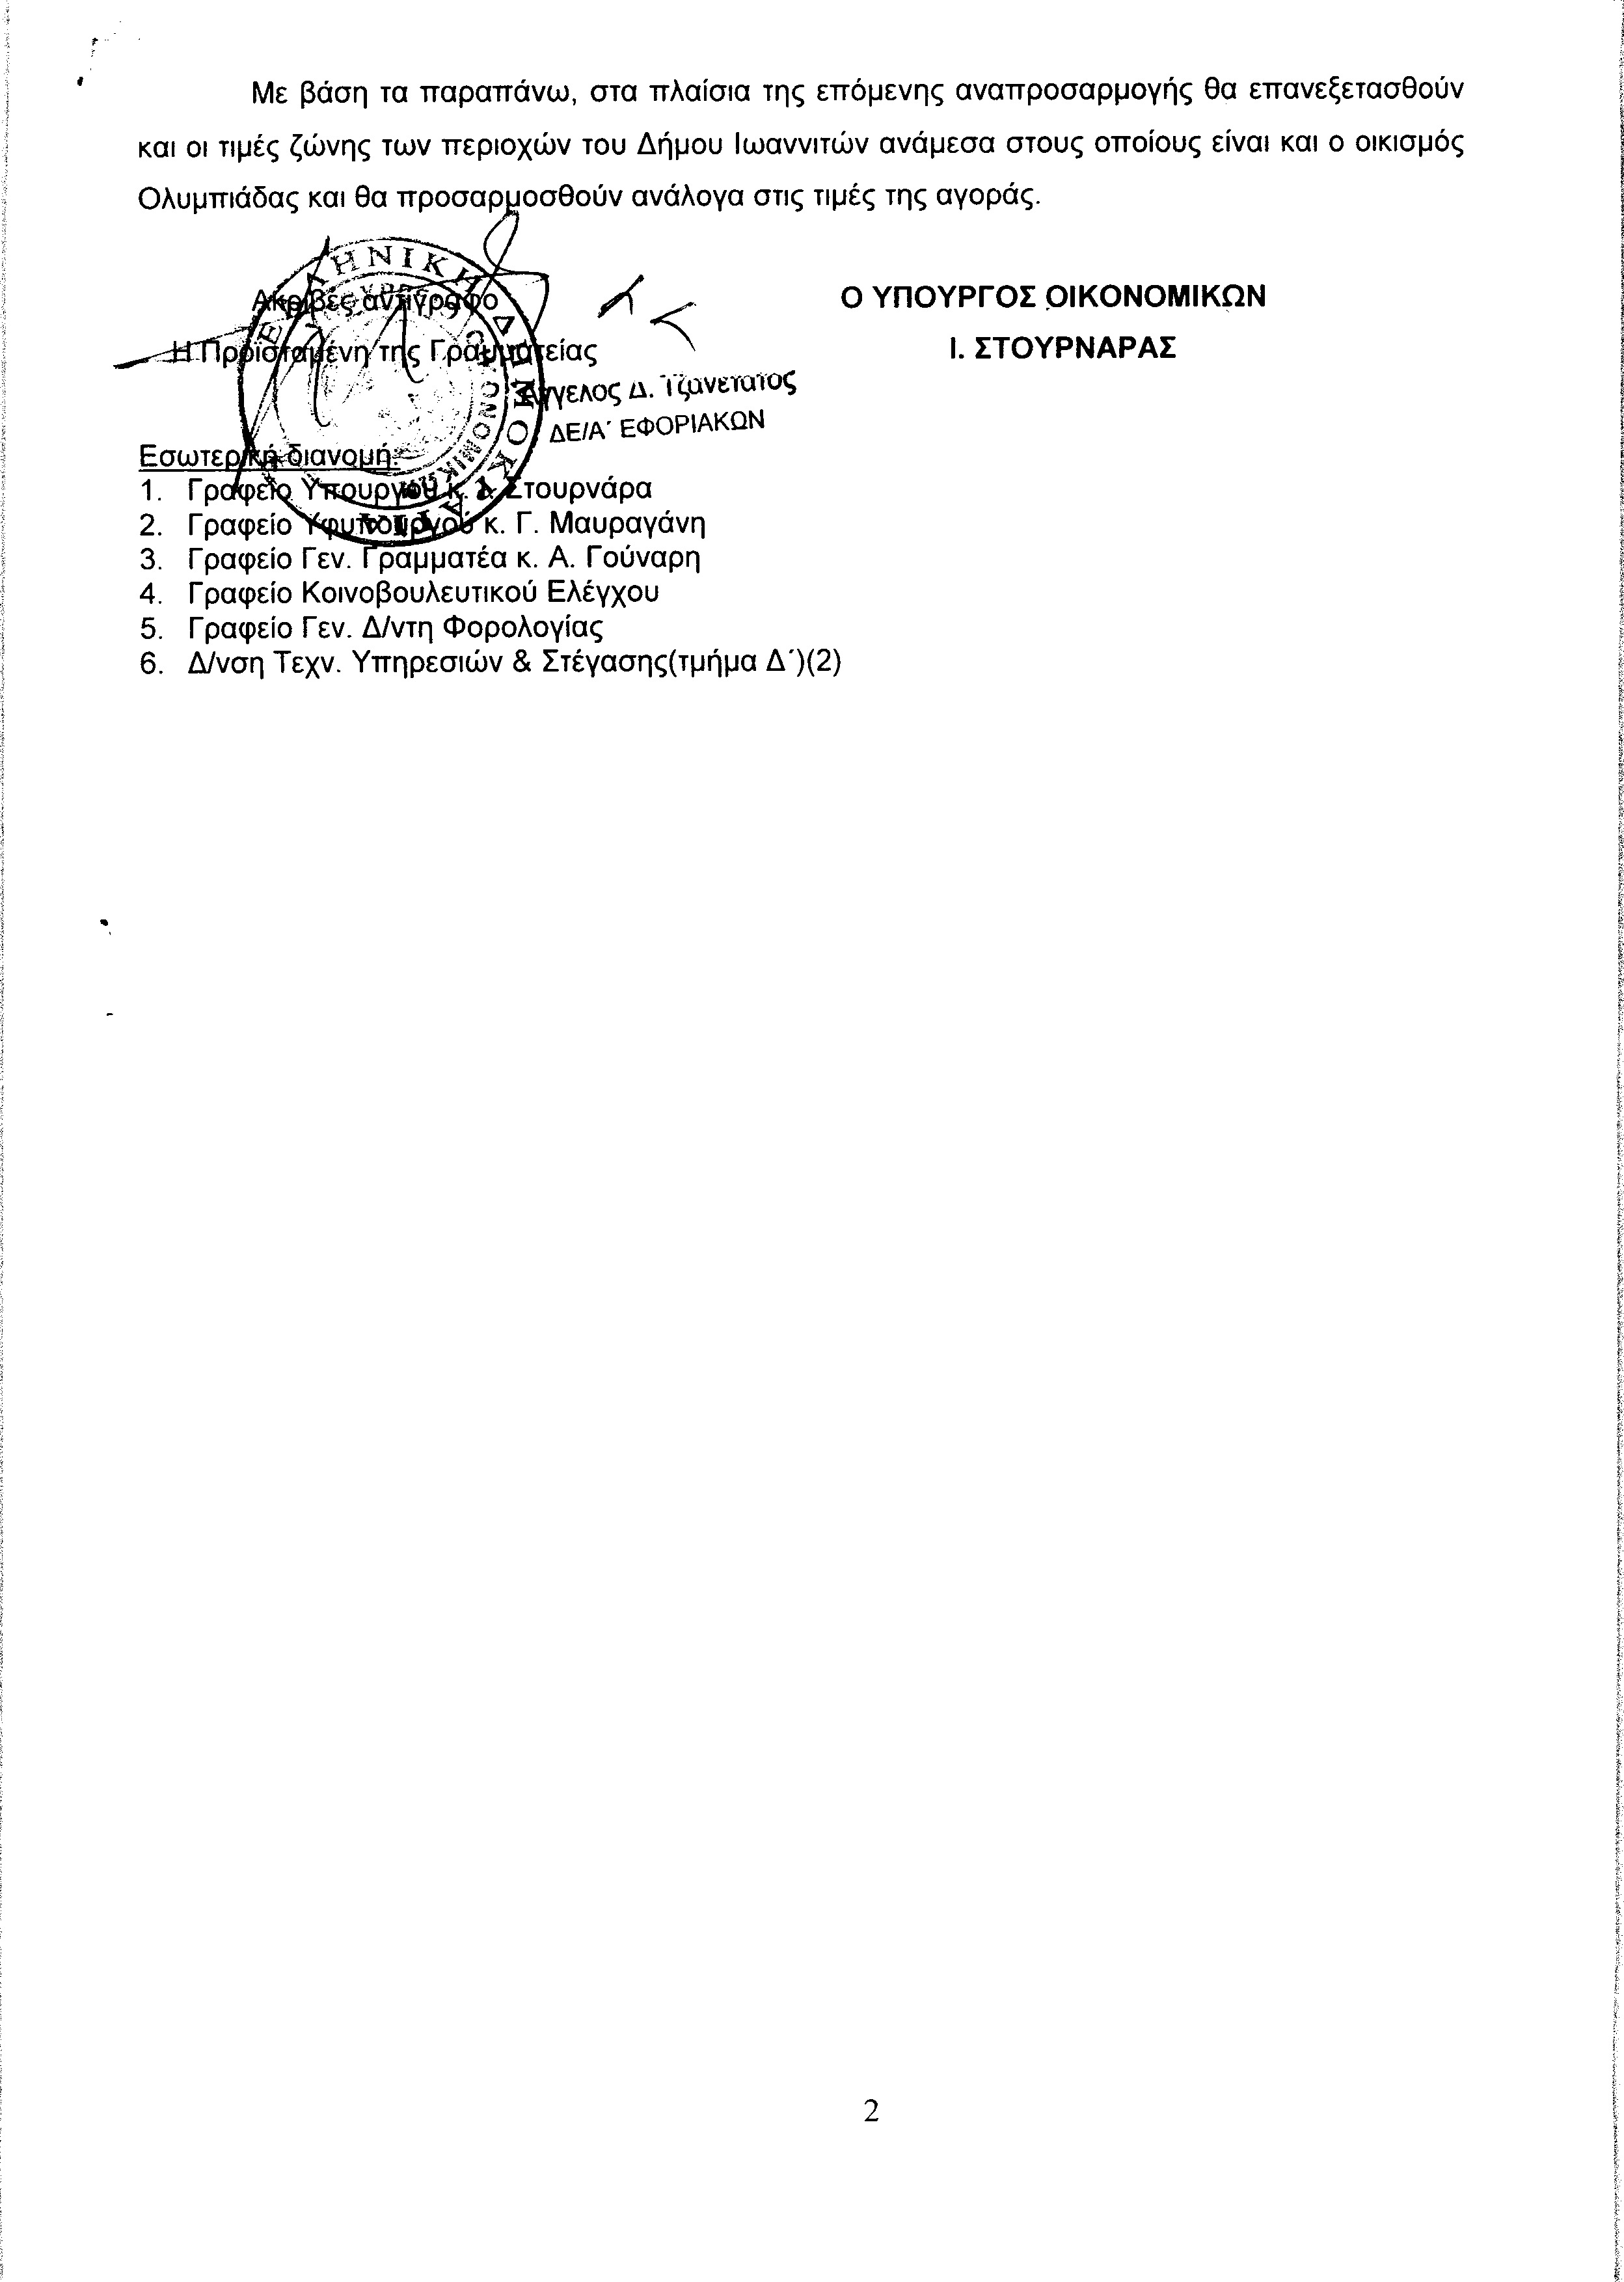 Με βάση τα παραπάνω, στα πλαίσια της επόμενης αναπροσαρμογής θα επανεξετασθούν
και οι τιμές ζώνης των περιοχών του Δήμου Ιωαννιτών ανάμεσα στους οποίους είναι και ο οικισμός
Ολυμπιάδας και θα προσαρμοσθούν ανάλογα στις τιμές της αγοράς.
Ο ΥΠΟΥΡΓΟΣ ΟΙΚΟΝΟΜΙΚΩΝ
Ι. ΣΤΟΥΡΝΑΡΑΣ
Ακριβές αντίγραφο
Η Προϊσταμένη της Γραμματείας
ΕΛΛΗΝΙΚΗ ΔΗΜΟΚΡΑΤΙΑ
Άγγελος Δ. Τζανεταίος
ΔΕ/Α΄ ΕΦΟΡΙΑΚΩΝ
Εσωτερική διανομή:
1. Γραφείο Υπουργού κ. Ι. Στουρνάρα
2. Γραφείο Υφυπουργού κ. Γ. Μαυραγάνη
3. Γραφείο Γεν. Γραμματέα κ. Α. Γούναρη
4. Γραφείο Κοινοβουλευτικού Ελέγχου
5. Γραφείο Γεν. Δ/ντη Φορολογίας
6. Δ/νση Τεχν. Υπηρεσιών & Στέγασης(τμήμα Δ΄)(2)
2